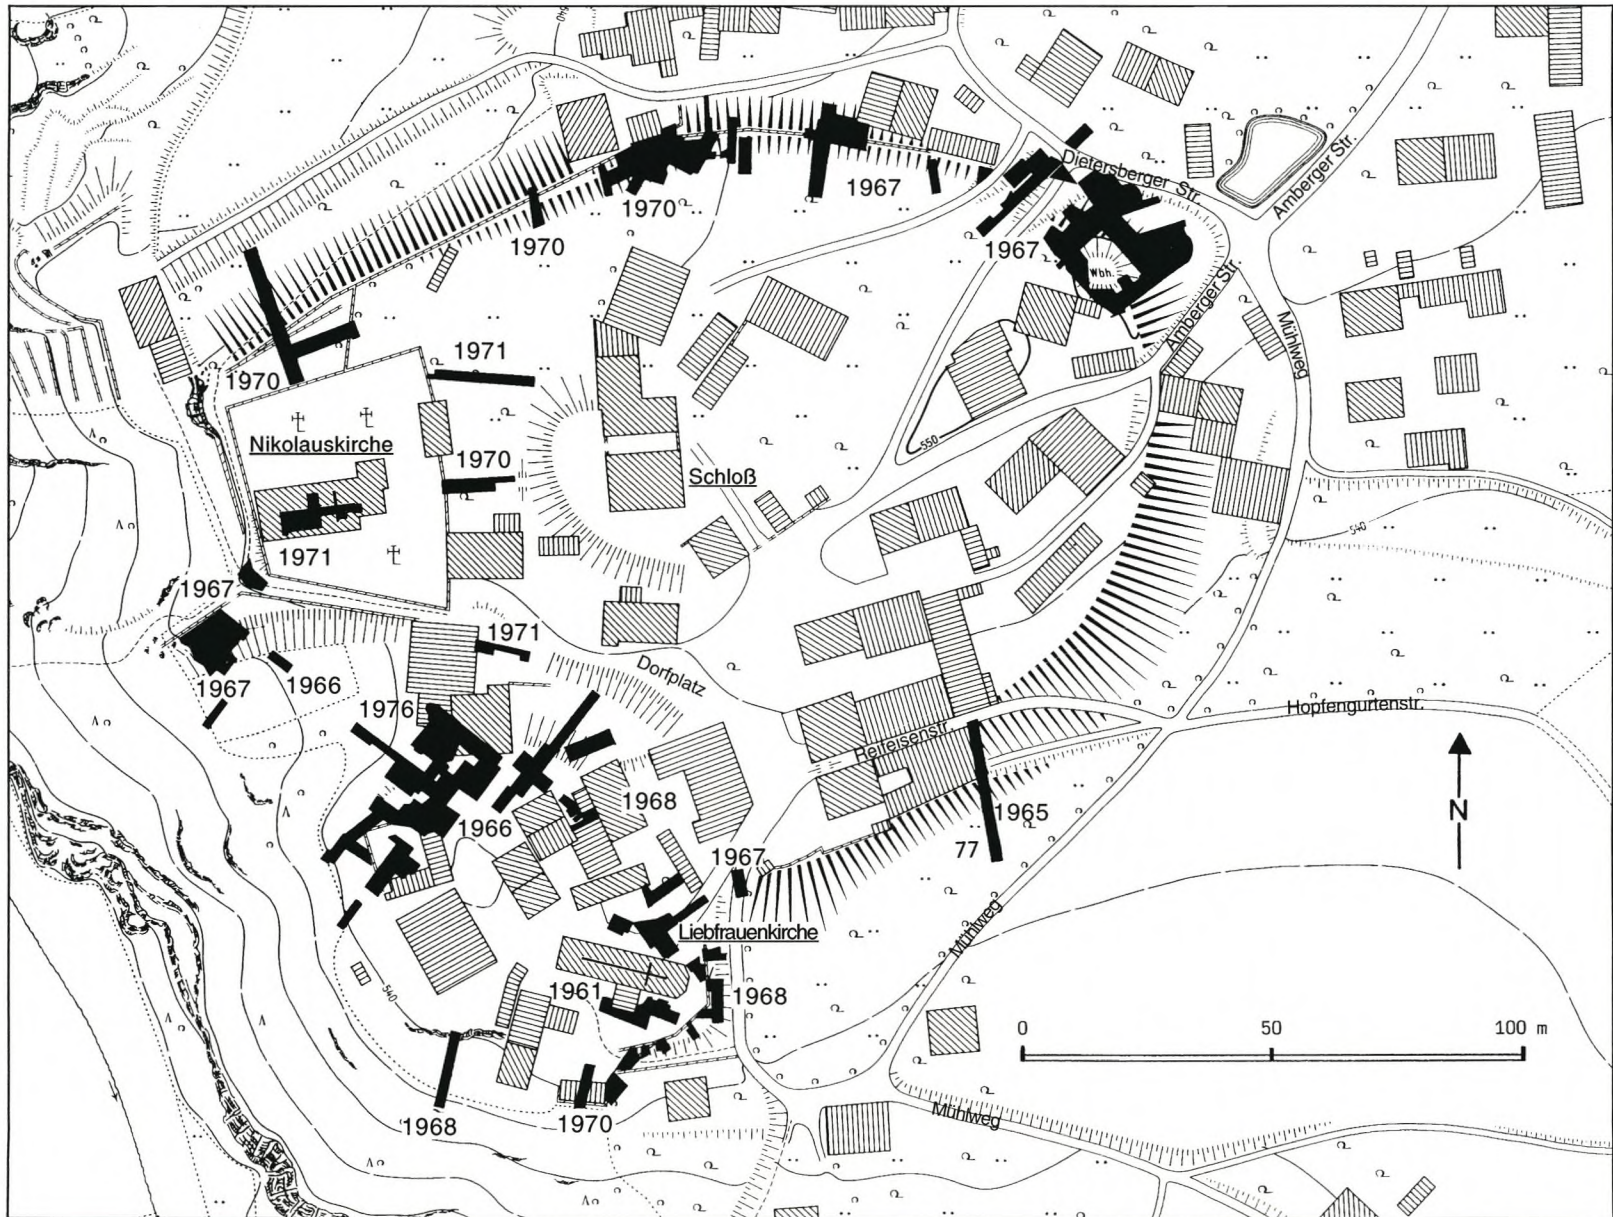 540
Dietersberger Str.
Amberger Str.
1967
1970
1970
1967
Wbh.
Amberger Str.
Mühlweg
1971
1970
Nikolauskirche
550
1970
Schloß
1971
540
1967
1971
Dorfplatz
1967
1966
1976
Hopfengurtenstr.
Reifeisenstr.
1968
1965
N
1966
77
1967
Mühlweg
Liebfrauenkirche
540
1961
1968
0 50 100 m
Mühlweg
1968
1970